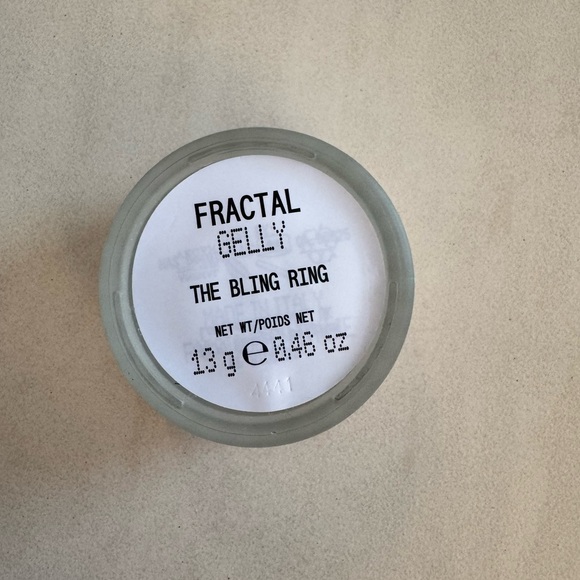 FRACTAL
GELLY
THE BLING RING
NET WT/POIDS NET
13 g ℮ 0.46 oz